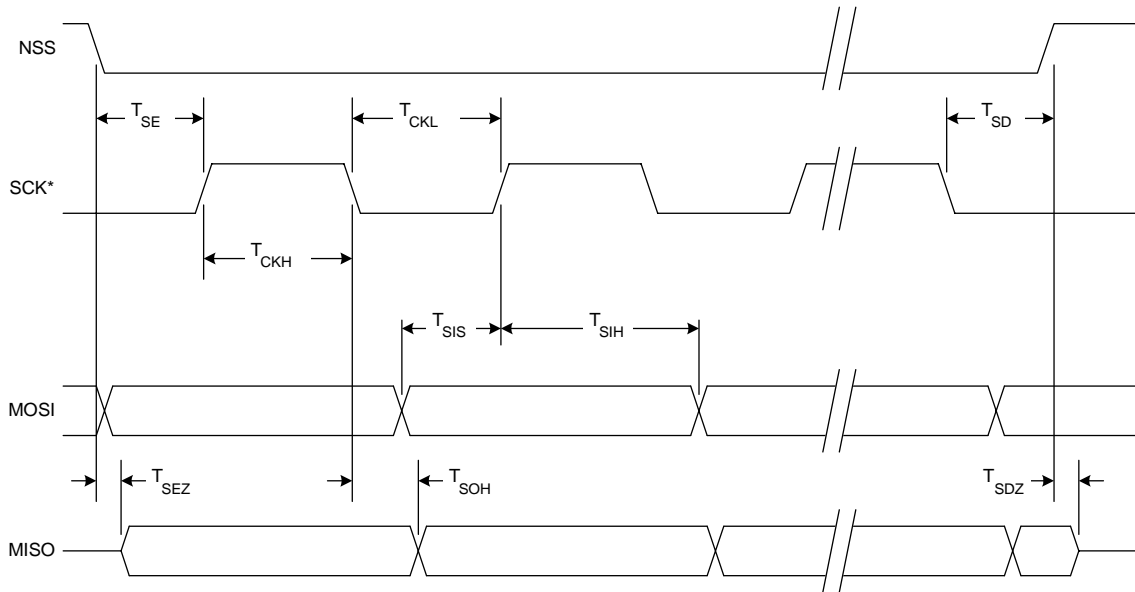 NSS
T_SE
T_CKL
T_SD
SCK*
T_CKH
T_SIS
T_SIH
MOSI
T_SEZ
T_SOH
T_SDZ
MISO